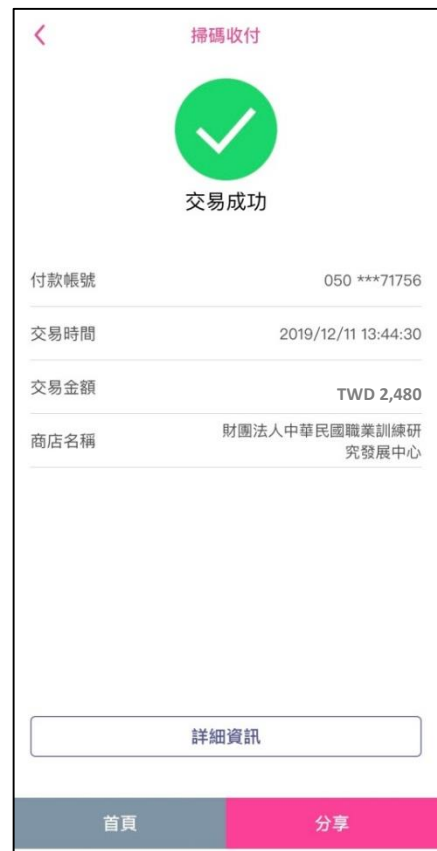 掃碼收付
交易成功
付款帳號 050 ***71756
交易時間 2019/12/11 13:44:30
交易金額 TWD 2,480
商店名稱 財團法人中華民國職業訓練研
究發展中心
詳細資訊
首頁 分享